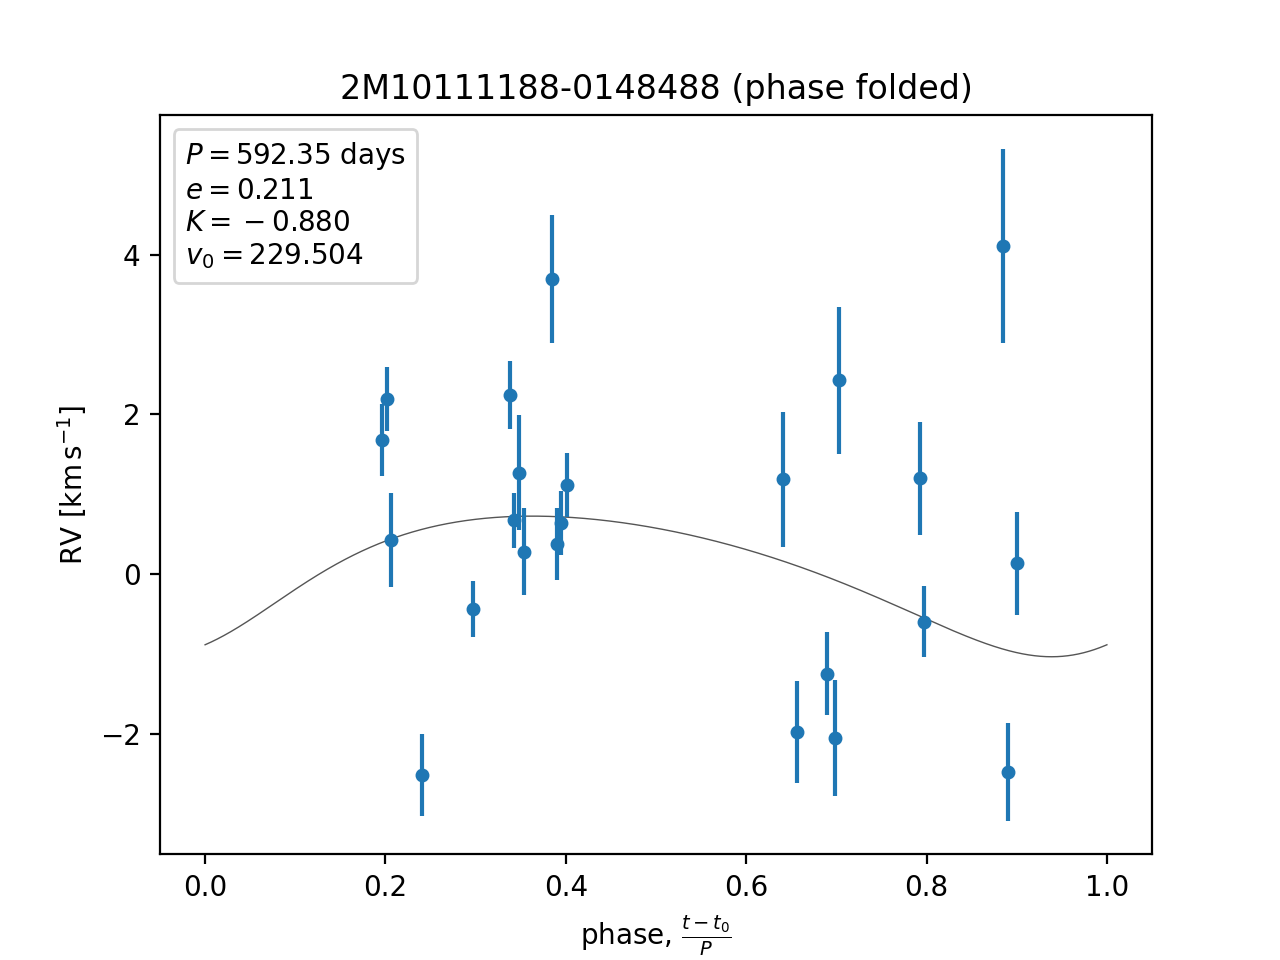 2M10111188-0148488 (phase folded)
P = 592.35 days
e = 0.211
K = −0.880
v₀ = 229.504
RV [km s⁻¹]
4
2
0
−2
0.0 0.2 0.4 0.6 0.8 1.0
phase, (t − t₀)/P